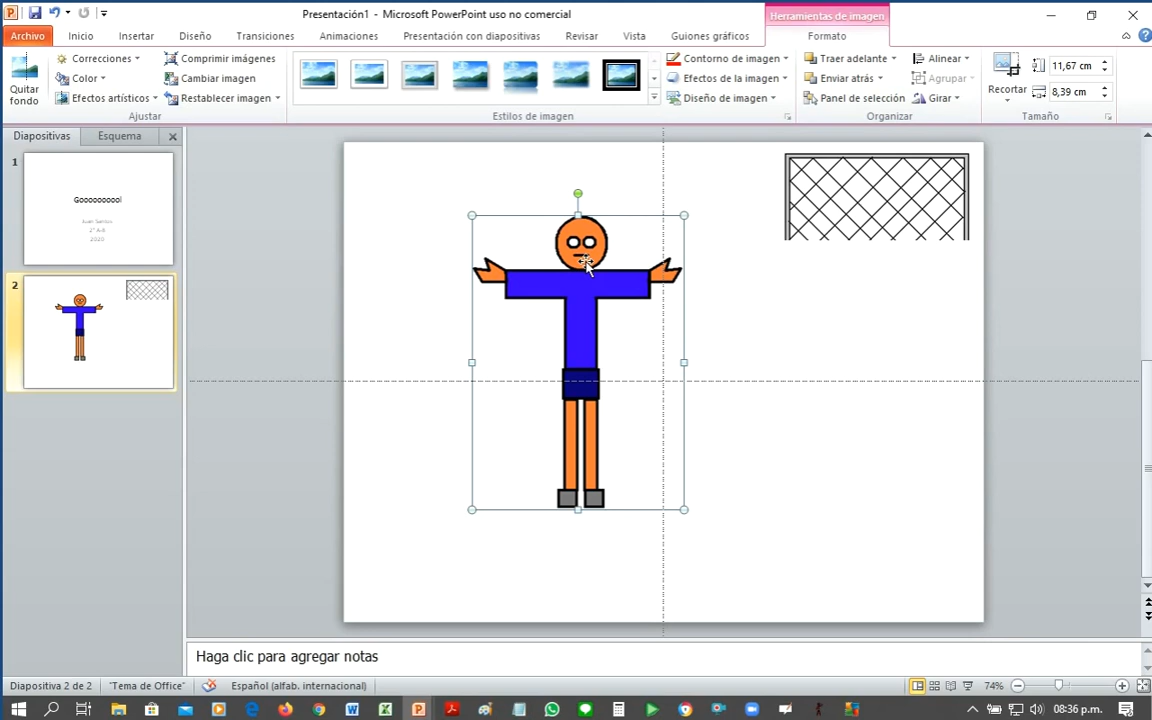 Presentación1 - Microsoft PowerPoint uso no comercial
Herramientas de imagen
Archivo Inicio Insertar Diseño Transiciones Animaciones Presentación con diapositivas Revisar Vista Guiones gráficos Formato
Quitar fondo
Correcciones
Color
Efectos artísticos
Comprimir imágenes
Cambiar imagen
Restablecer imagen
Ajustar
Estilos de imagen
Contorno de imagen
Efectos de la imagen
Diseño de imagen
Traer adelante
Enviar atrás
Panel de selección
Alinear
Agrupar
Girar
Organizar
Recortar
11,67 cm
8,39 cm
Tamaño
Diapositivas Esquema
1
Juan Santos
2020
2
Haga clic para agregar notas
Diapositiva 2 de 2 "Tema de Office" Español (alfab. internacional) 74%
08:36 p.m.